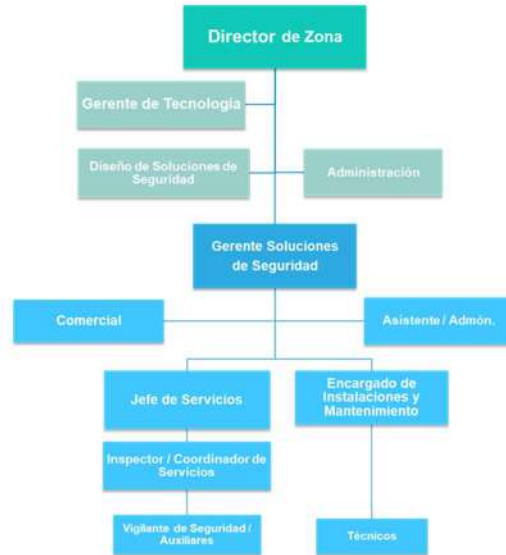 Director de Zona
Gerente de Tecnología
Diseño de Soluciones de
Seguridad
Administración
Gerente Soluciones
de Seguridad
Comercial
Asistente / Admón.
Jefe de Servicios
Encargado de
Instalaciones y
Mantenimiento
Inspector / Coordinador de
Servicios
Vigilante de Seguridad /
Auxiliares
Técnicos